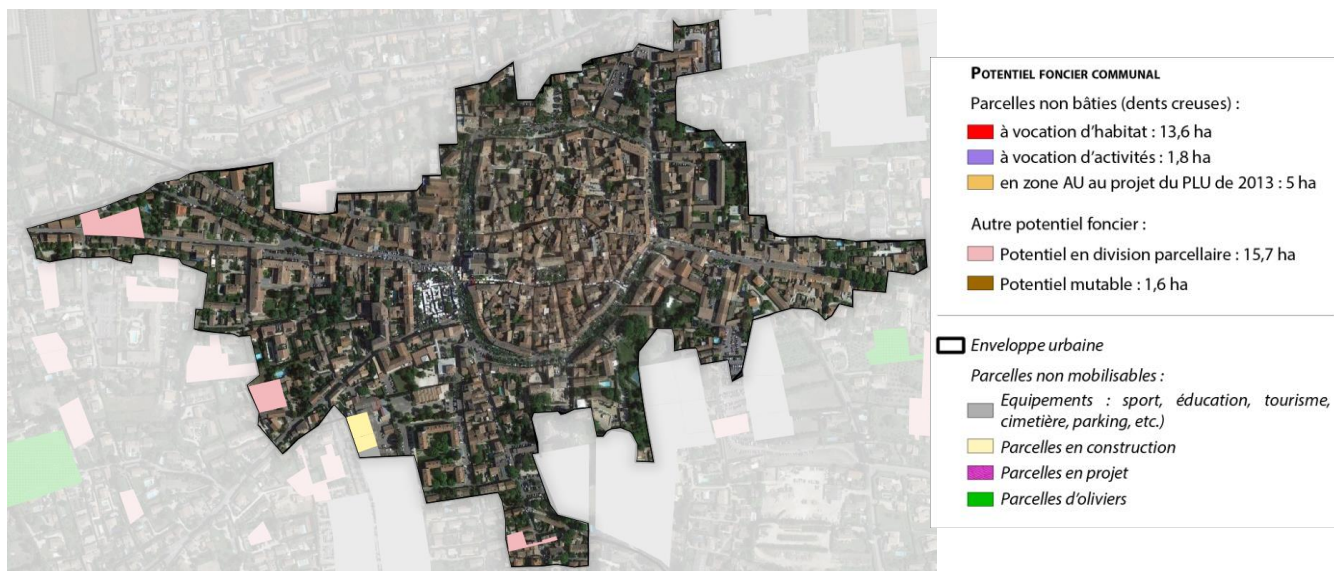 POTENTIEL FONCIER COMMUNAL
Parcelles non bâties (dents creuses) :
à vocation d'habitat : 13,6 ha
à vocation d'activités : 1,8 ha
en zone AU au projet du PLU de 2013 : 5 ha
Autre potentiel foncier :
Potentiel en division parcellaire : 15,7 ha
Potentiel mutable : 1,6 ha
Enveloppe urbaine
Parcelles non mobilisables :
Equipements : sport, éducation, tourisme,
cimetière, parking, etc.)
Parcelles en construction
Parcelles en projet
Parcelles d'oliviers